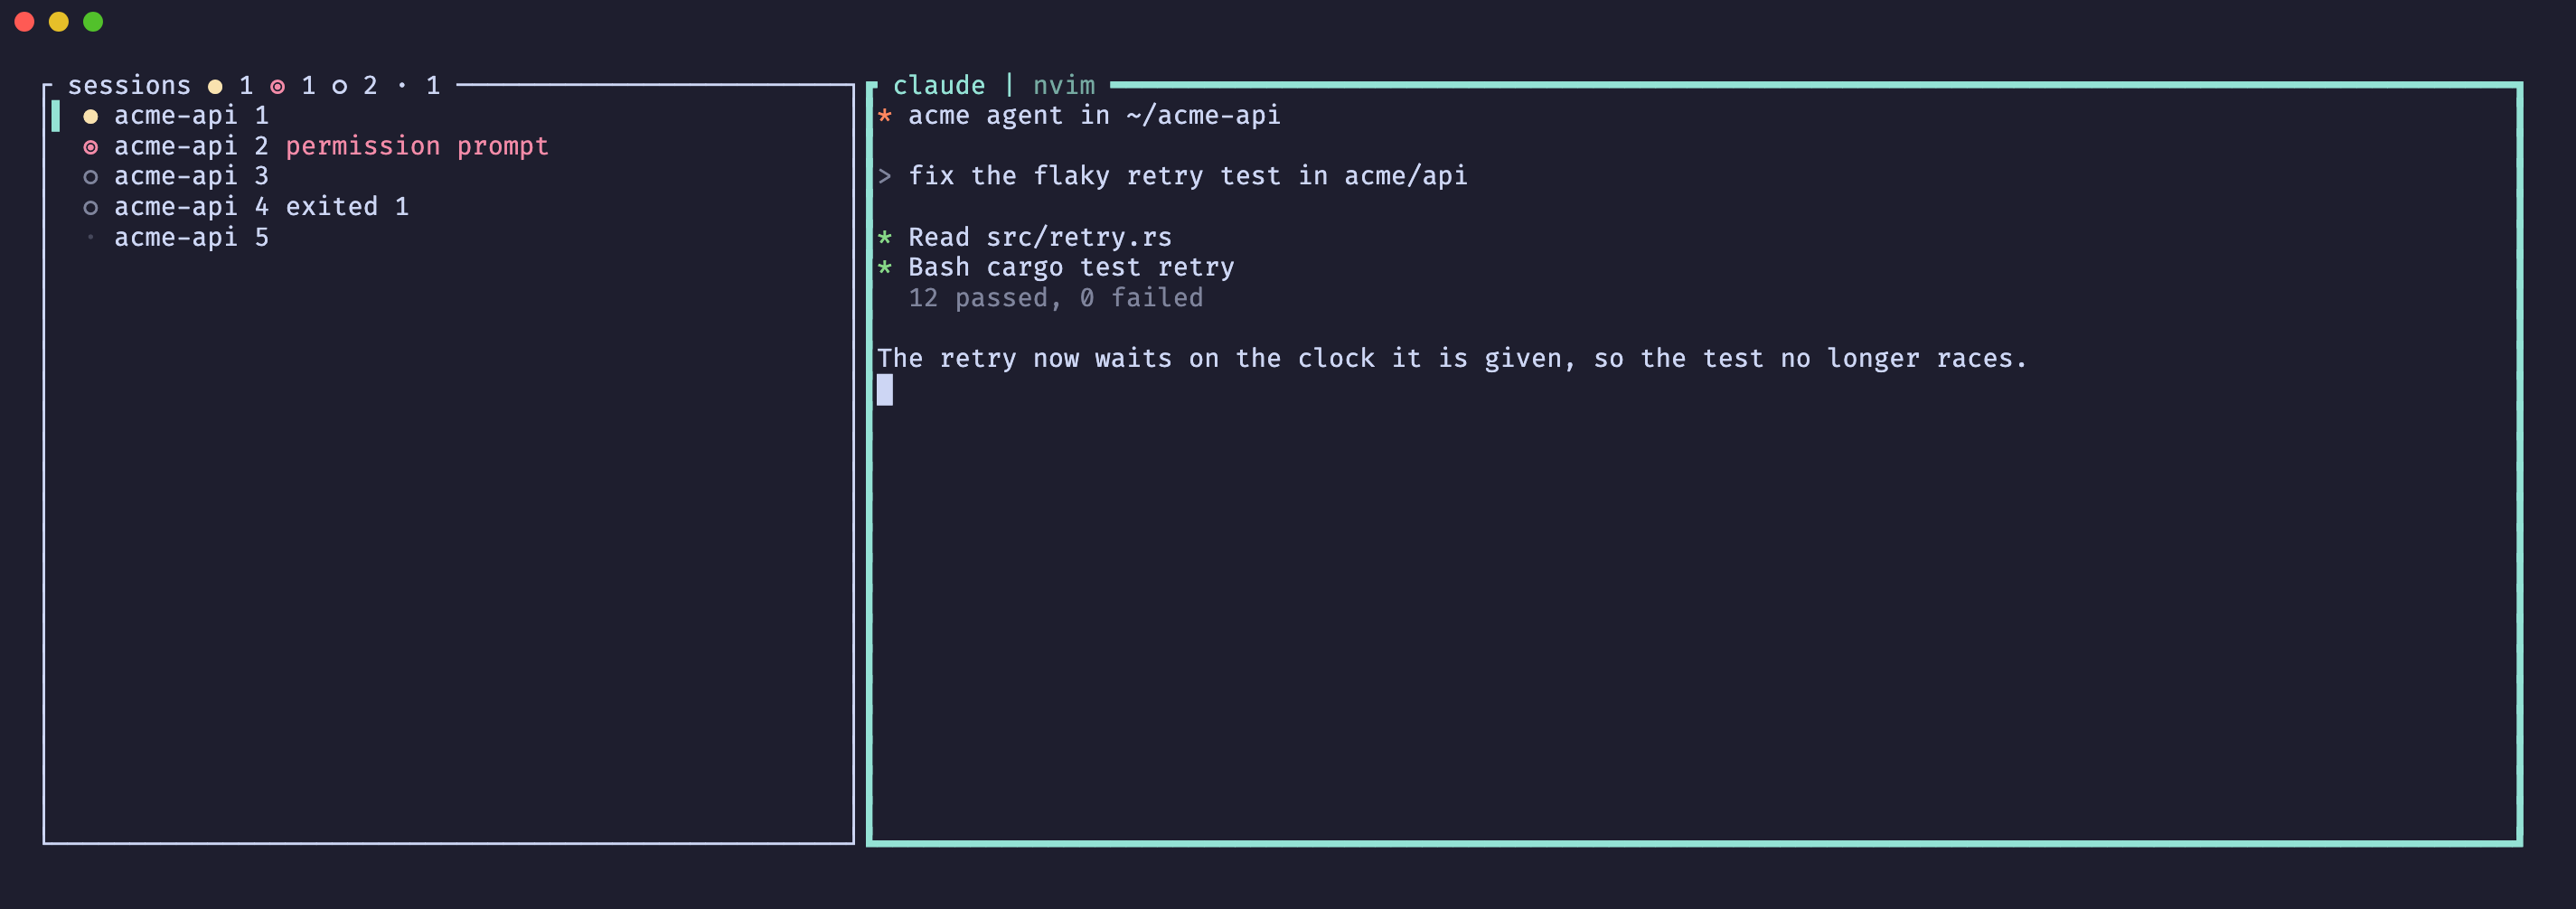 sessions ● 1 ◉ 1 ○ 2 · 1
● acme-api 1
◉ acme-api 2 permission prompt
○ acme-api 3
○ acme-api 4 exited 1
· acme-api 5
claude | nvim
* acme agent in ~/acme-api
> fix the flaky retry test in acme/api
* Read src/retry.rs
* Bash cargo test retry
12 passed, 0 failed
The retry now waits on the clock it is given, so the test no longer races.